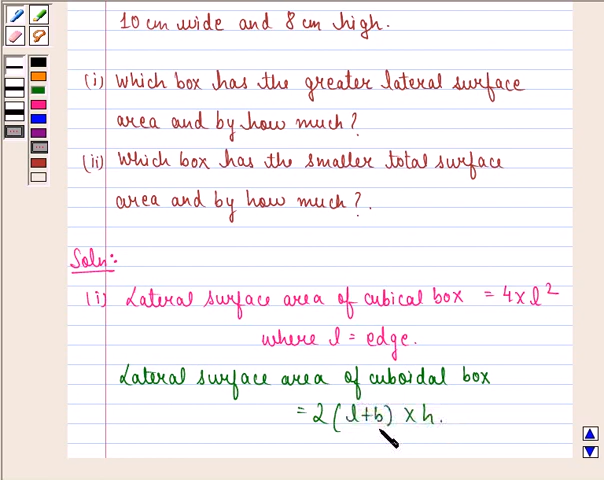 10 cm wide and 8 cm high.
(i) Which box has the greater lateral surface
area and by how much?
(ii) Which box has the smaller total surface
area and by how much?.
Soln:
(i) Lateral surface area of cubical box = 4 x l²
where l = edge.
Lateral surface area of cuboidal box
= 2 (l+b) x h.